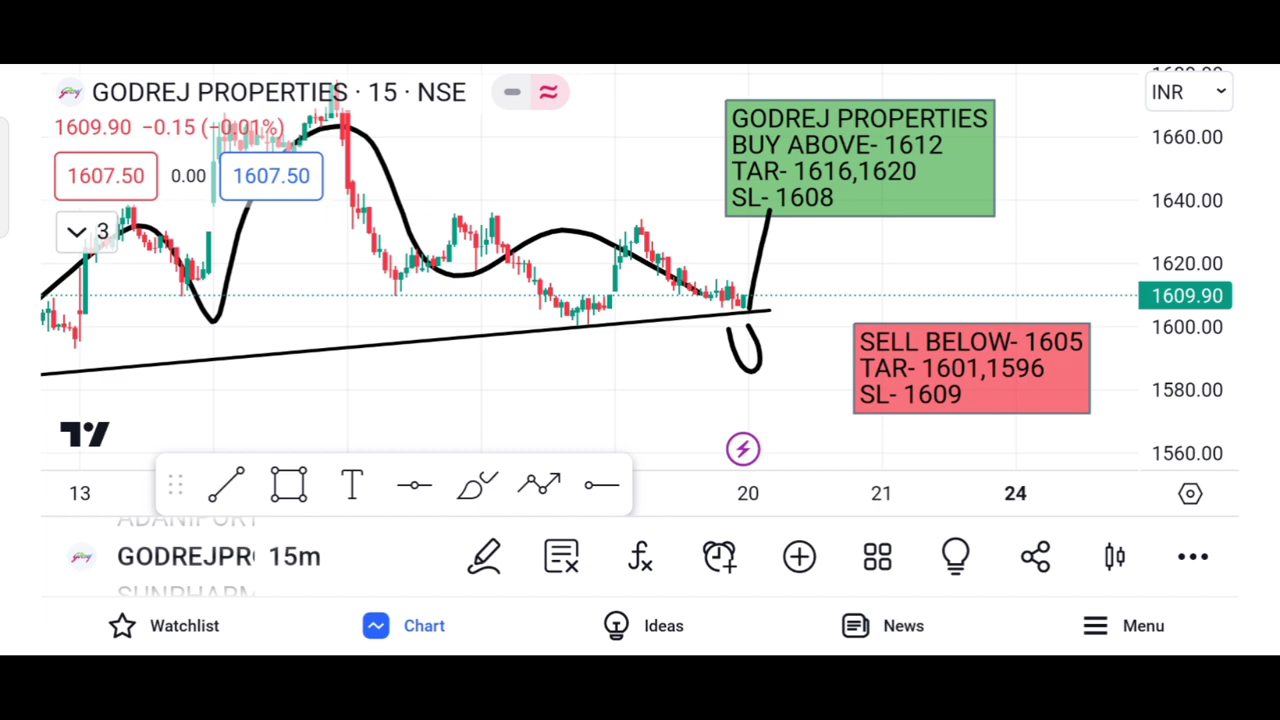 GODREJ PROPERTIES · 15 · NSE
1609.90 −0.15 (−0.01%)
1607.50 0.00 1607.50
3
GODREJ PROPERTIES
BUY ABOVE- 1612
TAR- 1616,1620
SL- 1608
INR
1660.00
1640.00
1620.00
1609.90
1600.00
1580.00
1560.00
SELL BELOW- 1605
TAR- 1601,1596
SL- 1609
13 20 21 24
GODREJPR 15m
Watchlist Chart Ideas News Menu